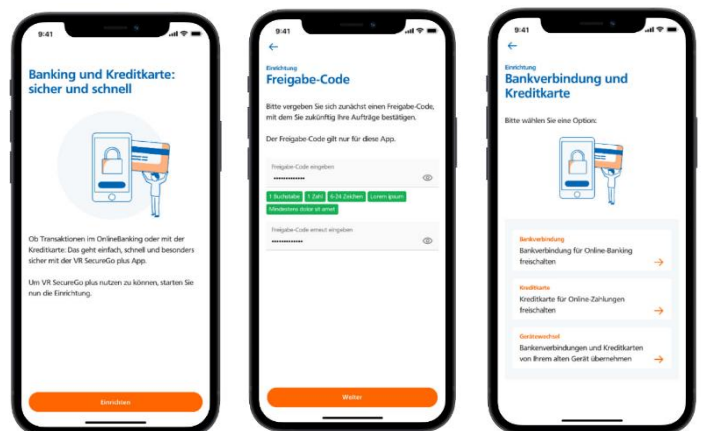 9:41
Banking und Kreditkarte:
sicher und schnell
Ob Transaktionen im OnlineBanking oder mit der
Kreditkarte: Das geht einfach, schnell und besonders
sicher mit der VR SecureGo plus App.
Um VR SecureGo plus nutzen zu können, starten Sie
nun die Einrichtung.
Einrichten
9:41
Einrichtung
Freigabe-Code
Bitte vergeben Sie sich zunächst einen Freigabe-Code,
mit dem Sie zukünftig Ihre Aufträge bestätigen.
Der Freigabe-Code gilt nur für diese App.
Freigabe-Code eingeben
1 Buchstabe 1 Zahl 6-24 Zeichen Lorem ipsum
Mindestens dolor sit amet
Freigabe-Code erneut eingeben
Weiter
9:41
Einrichtung
Bankverbindung und
Kreditkarte
Bitte wählen Sie eine Option:
Bankverbindung
Bankverbindung für Online-Banking
freischalten
Kreditkarte
Kreditkarte für Online-Zahlungen
freischalten
Gerätewechsel
Bankenverbindungen und Kreditkarten
von Ihrem alten Gerät übernehmen